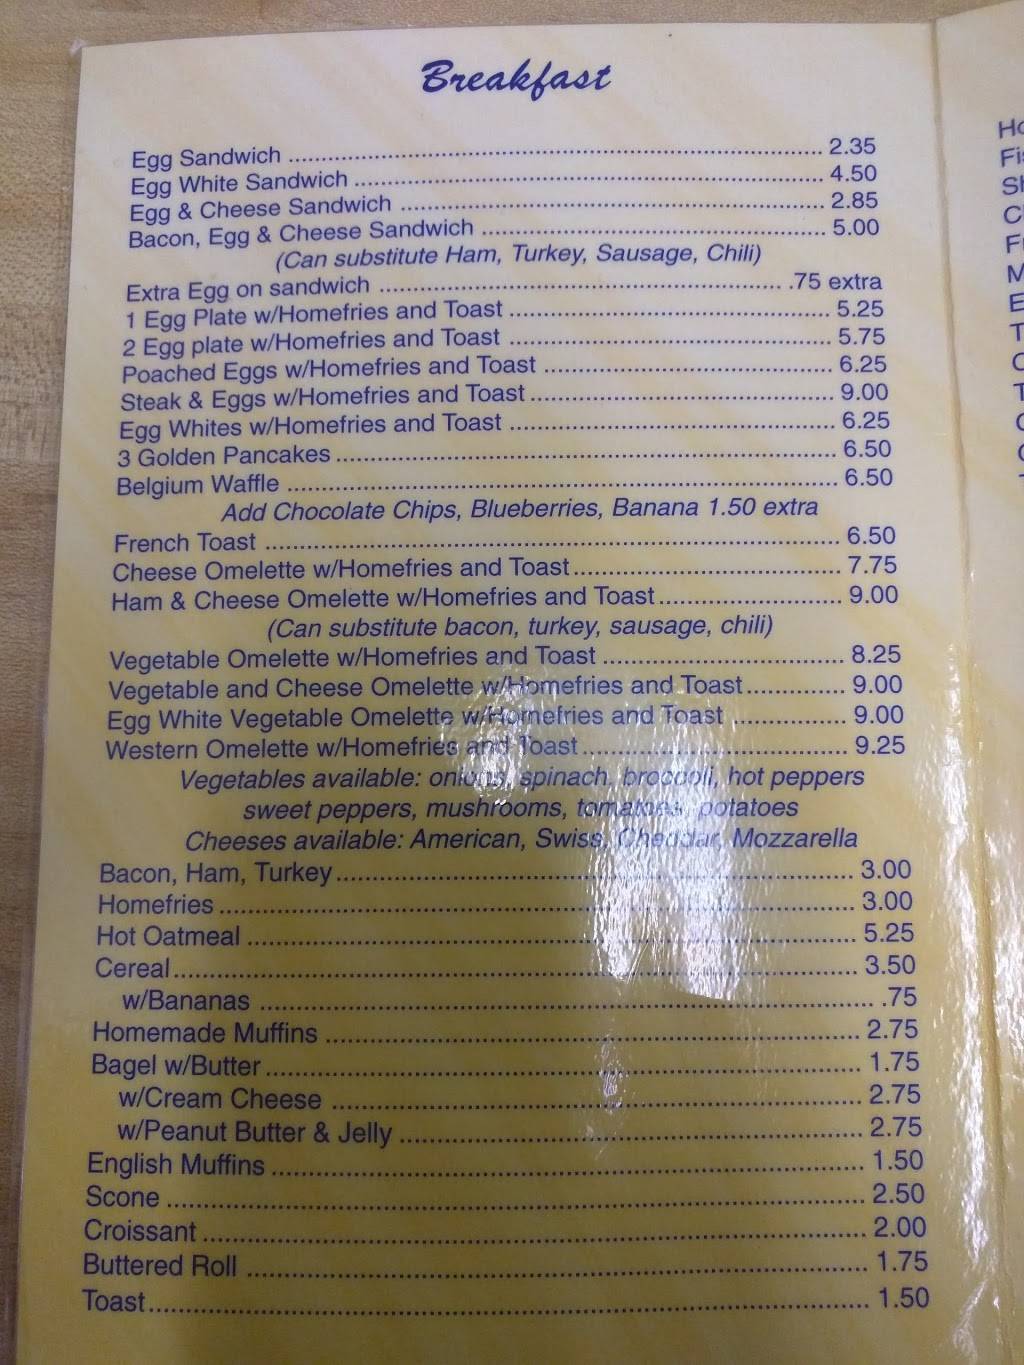 Breakfast
Egg Sandwich ........ 2.35
Egg White Sandwich ........ 4.50
Egg & Cheese Sandwich ........ 2.85
Bacon, Egg & Cheese Sandwich ........ 5.00
(Can substitute Ham, Turkey, Sausage, Chili)
Extra Egg on sandwich ........ .75 extra
1 Egg Plate w/Homefries and Toast ........ 5.25
2 Egg plate w/Homefries and Toast ........ 5.75
Poached Eggs w/Homefries and Toast ........ 6.25
Steak & Eggs w/Homefries and Toast ........ 9.00
Egg Whites w/Homefries and Toast ........ 6.25
3 Golden Pancakes ........ 6.50
Belgium Waffle ........ 6.50
Add Chocolate Chips, Blueberries, Banana 1.50 extra
French Toast ........ 6.50
Cheese Omelette w/Homefries and Toast ........ 7.75
Ham & Cheese Omelette w/Homefries and Toast ........ 9.00
(Can substitute bacon, turkey, sausage, chili)
Vegetable Omelette w/Homefries and Toast ........ 8.25
Vegetable and Cheese Omelette w/Homefries and Toast ........ 9.00
Egg White Vegetable Omelette w/Homefries and Toast ........ 9.00
Western Omelette w/Homefries and Toast ........ 9.25
Vegetables available: onions, spinach, broccoli, hot peppers
sweet peppers, mushrooms, tomatoes, potatoes
Cheeses available: American, Swiss, Cheddar, Mozzarella
Bacon, Ham, Turkey ........ 3.00
Homefries ........ 3.00
Hot Oatmeal ........ 5.25
Cereal ........ 3.50
w/Bananas ........ .75
Homemade Muffins ........ 2.75
Bagel w/Butter ........ 1.75
w/Cream Cheese ........ 2.75
w/Peanut Butter & Jelly ........ 2.75
English Muffins ........ 1.50
Scone ........ 2.50
Croissant ........ 2.00
Buttered Roll ........ 1.75
Toast ........ 1.50